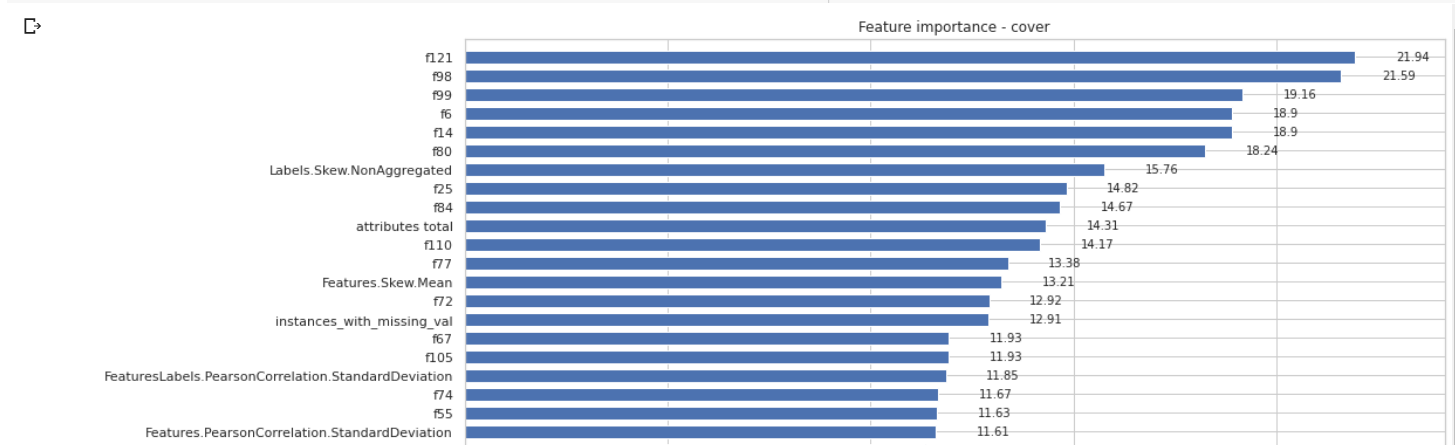 Feature importance - cover
f121 21.94
f98 21.59
f99 19.16
f6 18.9
f14 18.9
f80 18.24
Labels.Skew.NonAggregated 15.76
f25 14.82
f84 14.67
attributes total 14.31
f110 14.17
f77 13.38
Features.Skew.Mean 13.21
f72 12.92
instances_with_missing_val 12.91
f67 11.93
f105 11.93
FeaturesLabels.PearsonCorrelation.StandardDeviation 11.85
f74 11.67
f55 11.63
Features.PearsonCorrelation.StandardDeviation 11.61